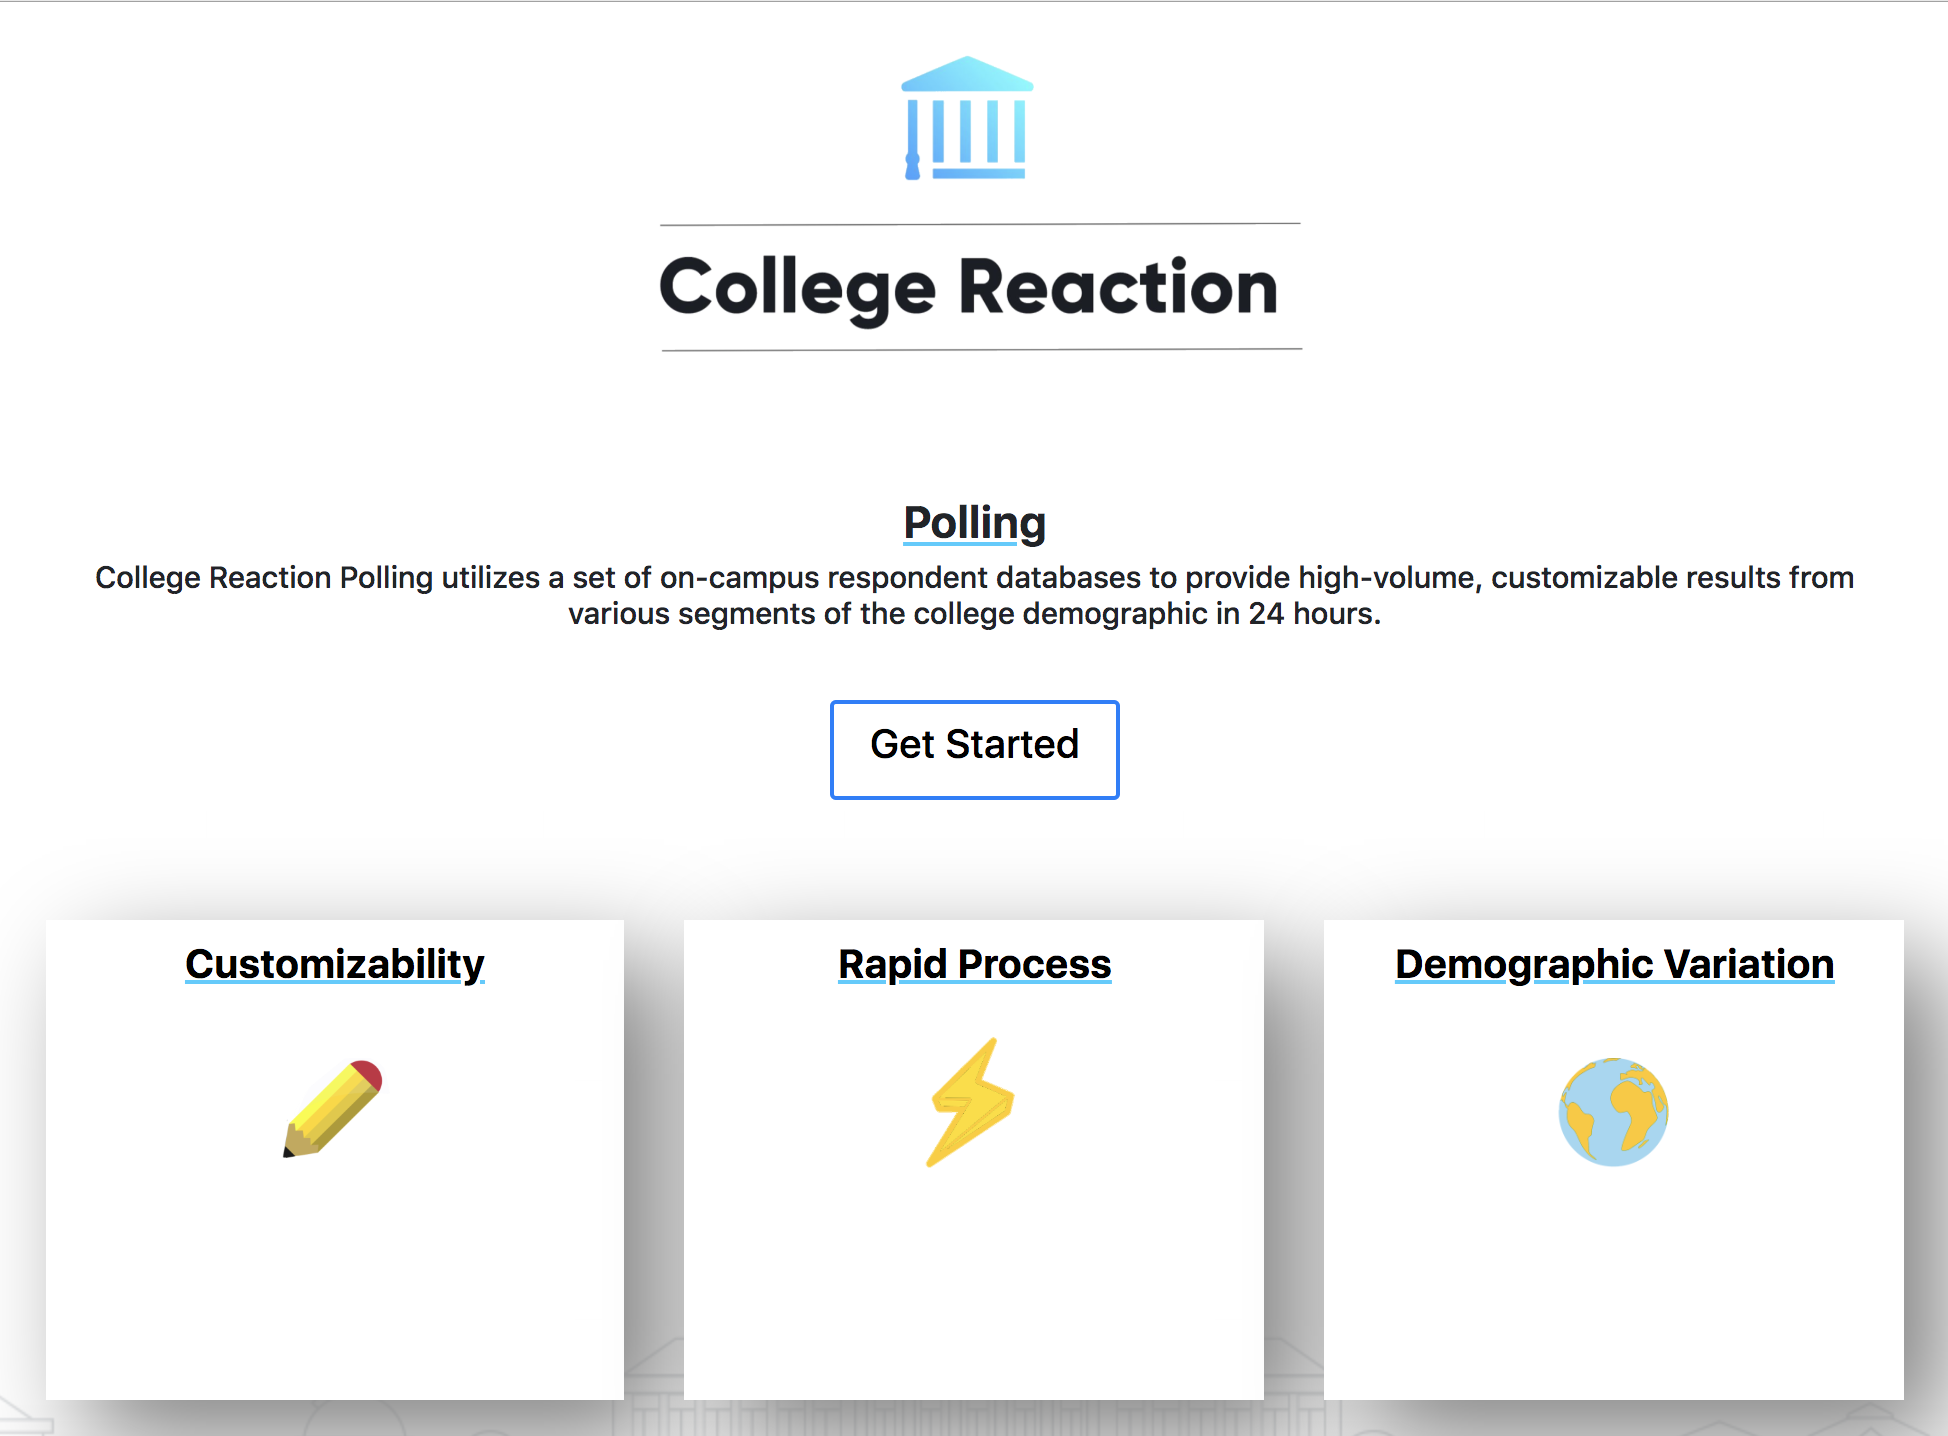 College Reaction
Polling
College Reaction Polling utilizes a set of on-campus respondent databases to provide high-volume, customizable results from
various segments of the college demographic in 24 hours.
Get Started
Customizability
Rapid Process
Demographic Variation